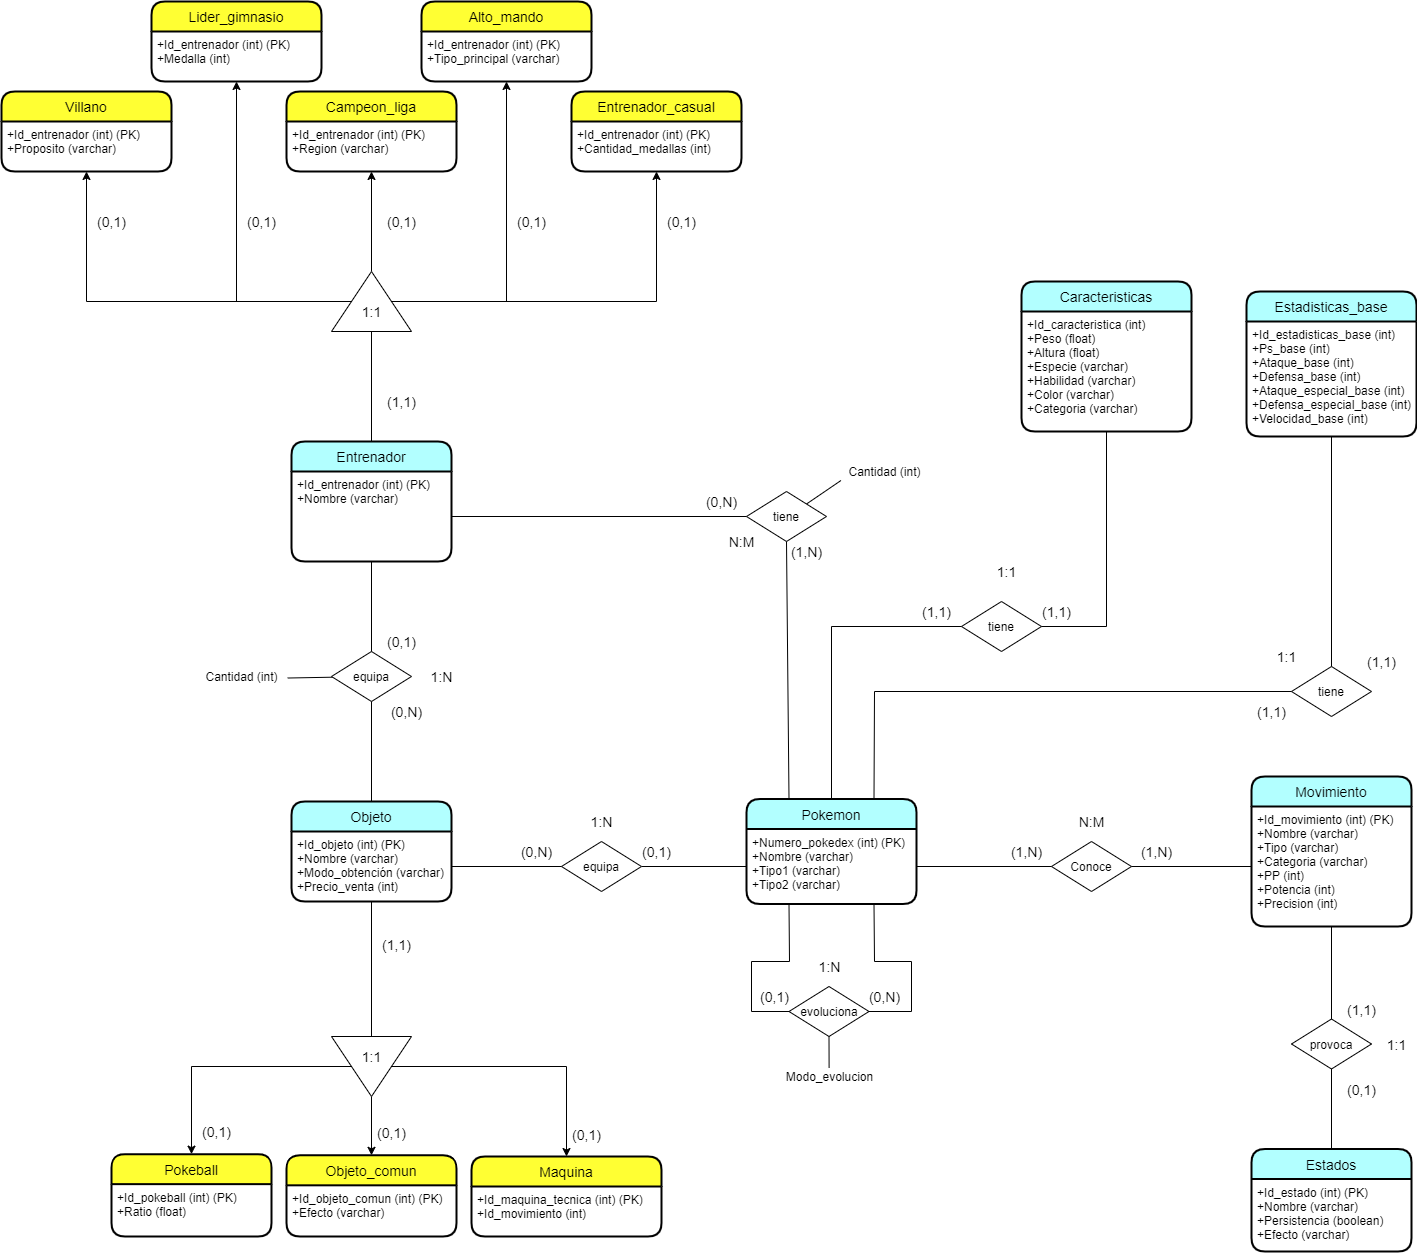 Lider_gimnasio
+Id_entrenador (int) (PK)
+Medalla (int)
Alto_mando
+Id_entrenador (int) (PK)
+Tipo_principal (varchar)
Villano
+Id_entrenador (int) (PK)
+Proposito (varchar)
Campeon_liga
+Id_entrenador (int) (PK)
+Region (varchar)
Entrenador_casual
+Id_entrenador (int) (PK)
+Cantidad_medallas (int)
(0,1)
(0,1)
(0,1)
(0,1)
(0,1)
1:1
(1,1)
Caracteristicas
+Id_caracteristica (int)
+Peso (float)
+Altura (float)
+Especie (varchar)
+Habilidad (varchar)
+Color (varchar)
+Categoria (varchar)
Estadisticas_base
+Id_estadisticas_base (int)
+Ps_base (int)
+Ataque_base (int)
+Defensa_base (int)
+Ataque_especial_base (int)
+Defensa_especial_base (int)
+Velocidad_base (int)
Entrenador
+Id_entrenador (int) (PK)
+Nombre (varchar)
Cantidad (int)
(0,N)
tiene
N:M
(1,N)
1:1
(1,1)
tiene
(1,1)
1:1
(1,1)
tiene
(1,1)
(0,1)
Cantidad (int)
equipa
1:N
(0,N)
Objeto
+Id_objeto (int) (PK)
+Nombre (varchar)
+Modo_obtención (varchar)
+Precio_venta (int)
1:N
(0,N)
equipa
(0,1)
Pokemon
+Numero_pokedex (int) (PK)
+Nombre (varchar)
+Tipo1 (varchar)
+Tipo2 (varchar)
N:M
(1,N)
Conoce
(1,N)
Movimiento
+Id_movimiento (int) (PK)
+Nombre (varchar)
+Tipo (varchar)
+Categoria (varchar)
+PP (int)
+Potencia (int)
+Precision (int)
(1,1)
1:N
(0,1)
evoluciona
(0,N)
Modo_evolucion
(1,1)
provoca
1:1
(0,1)
1:1
(0,1)
(0,1)
(0,1)
Pokeball
+Id_pokeball (int) (PK)
+Ratio (float)
Objeto_comun
+Id_objeto_comun (int) (PK)
+Efecto (varchar)
Maquina
+Id_maquina_tecnica (int) (PK)
+Id_movimiento (int)
Estados
+Id_estado (int) (PK)
+Nombre (varchar)
+Persistencia (boolean)
+Efecto (varchar)